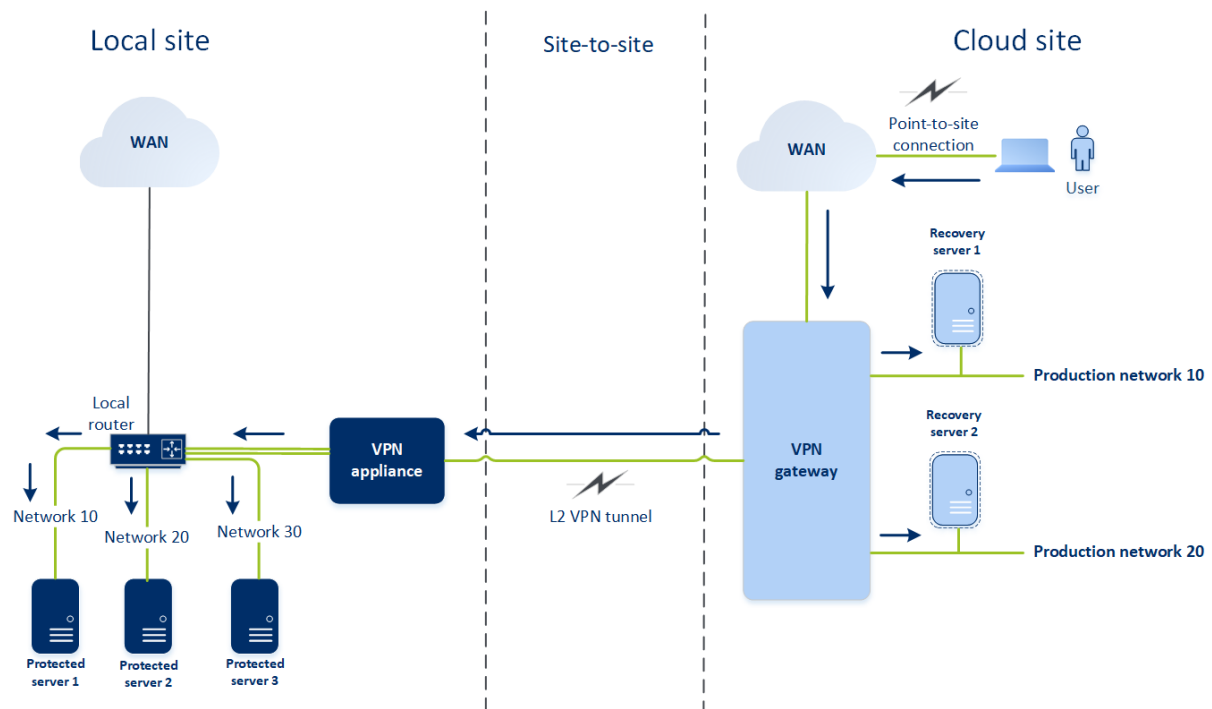 Local site
Site-to-site
Cloud site
WAN
WAN
Point-to-site
connection
User
Recovery
server 1
Production network 10
Local
router
VPN
appliance
VPN
gateway
Recovery
server 2
L2 VPN tunnel
Network 10
Network 20
Network 30
Production network 20
Protected
server 1
Protected
server 2
Protected
server 3